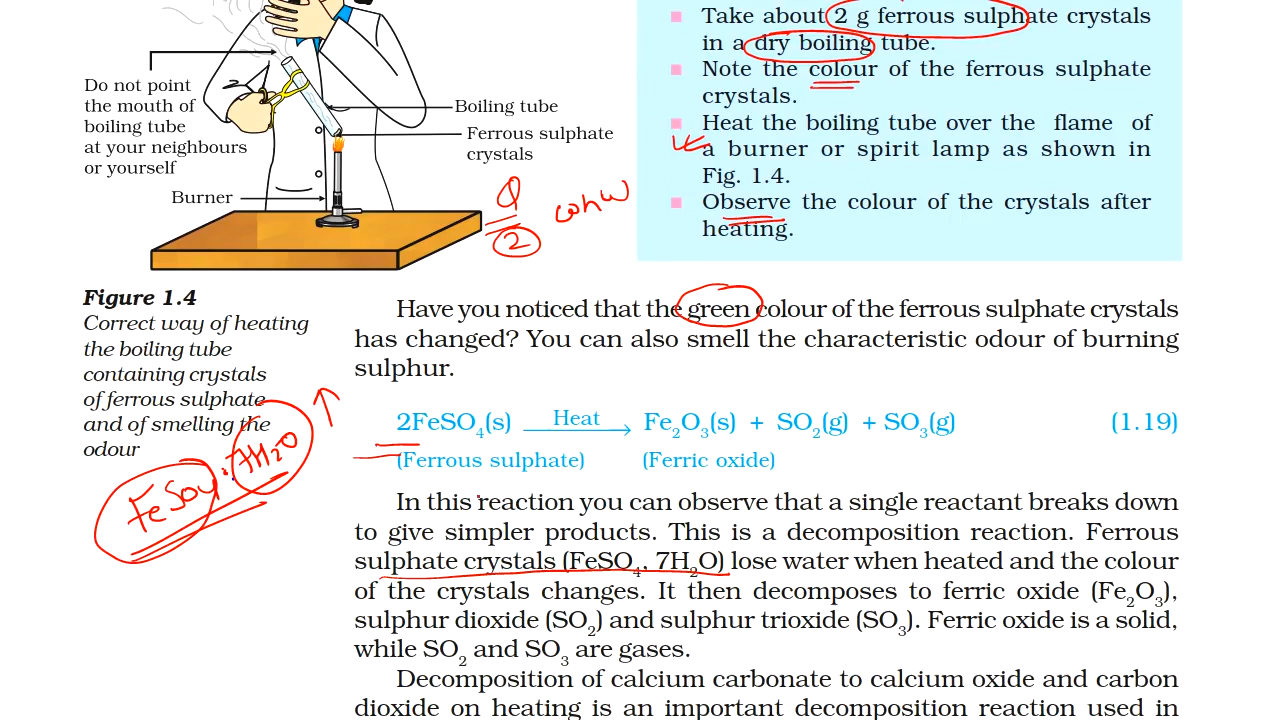 Take about 2 g ferrous sulphate crystals
in a dry boiling tube.
Note the colour of the ferrous sulphate
crystals.
Heat the boiling tube over the flame of
a burner or spirit lamp as shown in
Fig. 1.4.
Observe the colour of the crystals after
heating.
Do not point
the mouth of
boiling tube
at your neighbours
or yourself
Boiling tube
Ferrous sulphate
crystals
Burner
2
Figure 1.4
Correct way of heating
the boiling tube
containing crystals
of ferrous sulphate
and of smelling the
odour
FeSO4.7H2O
Have you noticed that the green colour of the ferrous sulphate crystals
has changed? You can also smell the characteristic odour of burning
sulphur.
2FeSO₄(s) Heat → Fe₂O₃(s) + SO₂(g) + SO₃(g) (1.19)
(Ferrous sulphate) (Ferric oxide)
In this reaction you can observe that a single reactant breaks down
to give simpler products. This is a decomposition reaction. Ferrous
sulphate crystals (FeSO₄, 7H₂O) lose water when heated and the colour
of the crystals changes. It then decomposes to ferric oxide (Fe₂O₃),
sulphur dioxide (SO₂) and sulphur trioxide (SO₃). Ferric oxide is a solid,
while SO₂ and SO₃ are gases.
Decomposition of calcium carbonate to calcium oxide and carbon
dioxide on heating is an important decomposition reaction used in